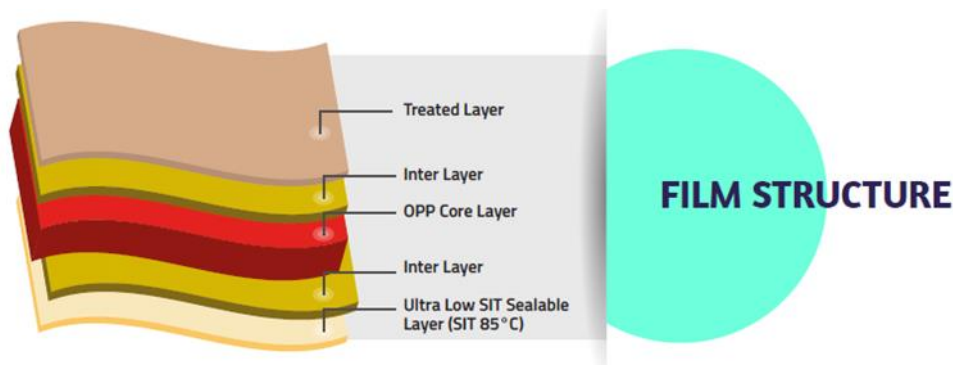 Treated Layer
Inter Layer
OPP Core Layer
Inter Layer
Ultra Low SIT Sealable
Layer (SIT 85°C)
FILM STRUCTURE